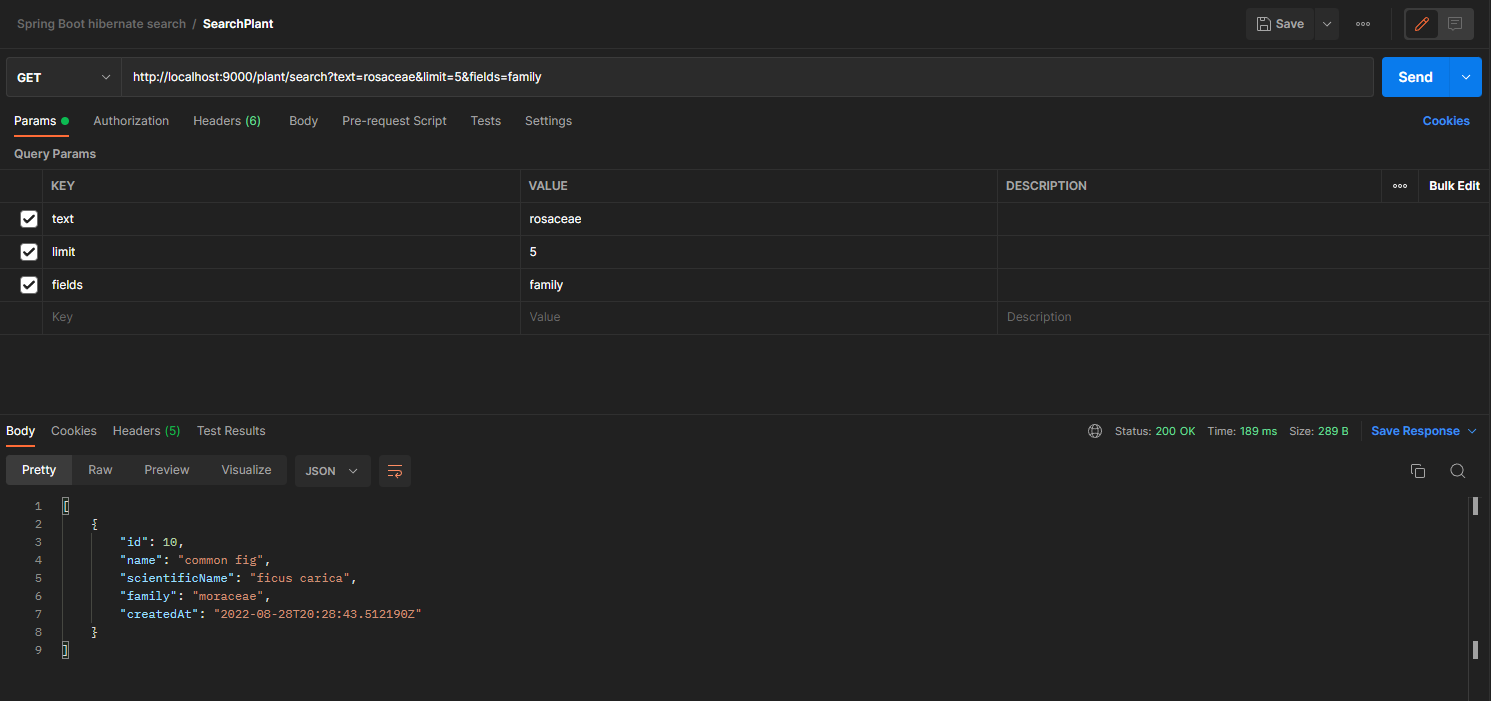 Spring Boot hibernate search / SearchPlant
Save
GET
http://localhost:9000/plant/search?text=rosaceae&limit=5&fields=family
Send
Params Authorization Headers (6) Body Pre-request Script Tests Settings Cookies
Query Params
KEY VALUE DESCRIPTION Bulk Edit
text rosaceae
limit 5
fields family
Key Value Description
Body Cookies Headers (5) Test Results Status: 200 OK Time: 189 ms Size: 289 B Save Response
Pretty Raw Preview Visualize JSON
1 [
2 {
3 "id": 10,
4 "name": "common fig",
5 "scientificName": "ficus carica",
6 "family": "moraceae",
7 "createdAt": "2022-08-28T20:28:43.512190Z"
8 }
9 ]